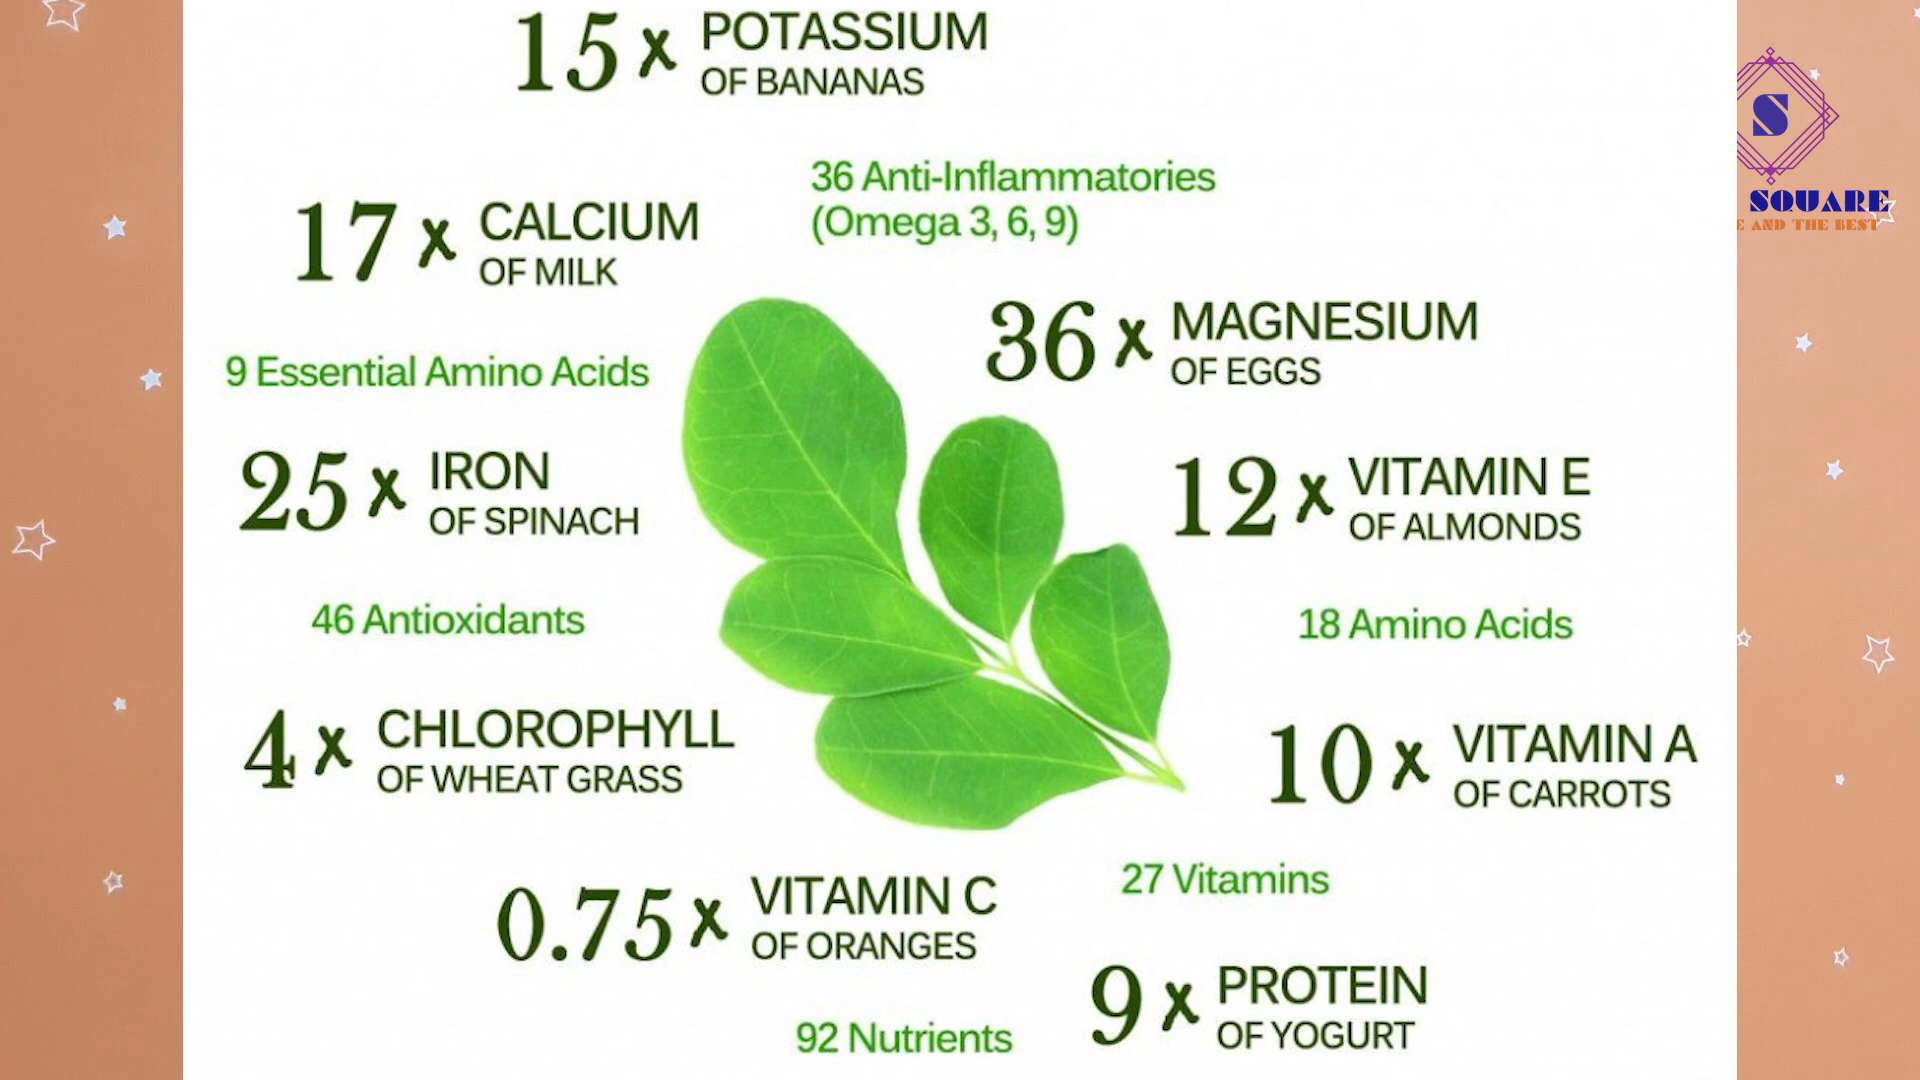 15 x POTASSIUM
OF BANANAS
36 Anti-Inflammatories
(Omega 3, 6, 9)
17 x CALCIUM
OF MILK
36 x MAGNESIUM
OF EGGS
9 Essential Amino Acids
25 x IRON
OF SPINACH
12 x VITAMIN E
OF ALMONDS
46 Antioxidants
18 Amino Acids
4 x CHLOROPHYLL
OF WHEAT GRASS
10 x VITAMIN A
OF CARROTS
0.75 x VITAMIN C
OF ORANGES
27 Vitamins
9 x PROTEIN
OF YOGURT
92 Nutrients
S
SQUARE
E AND THE BEST